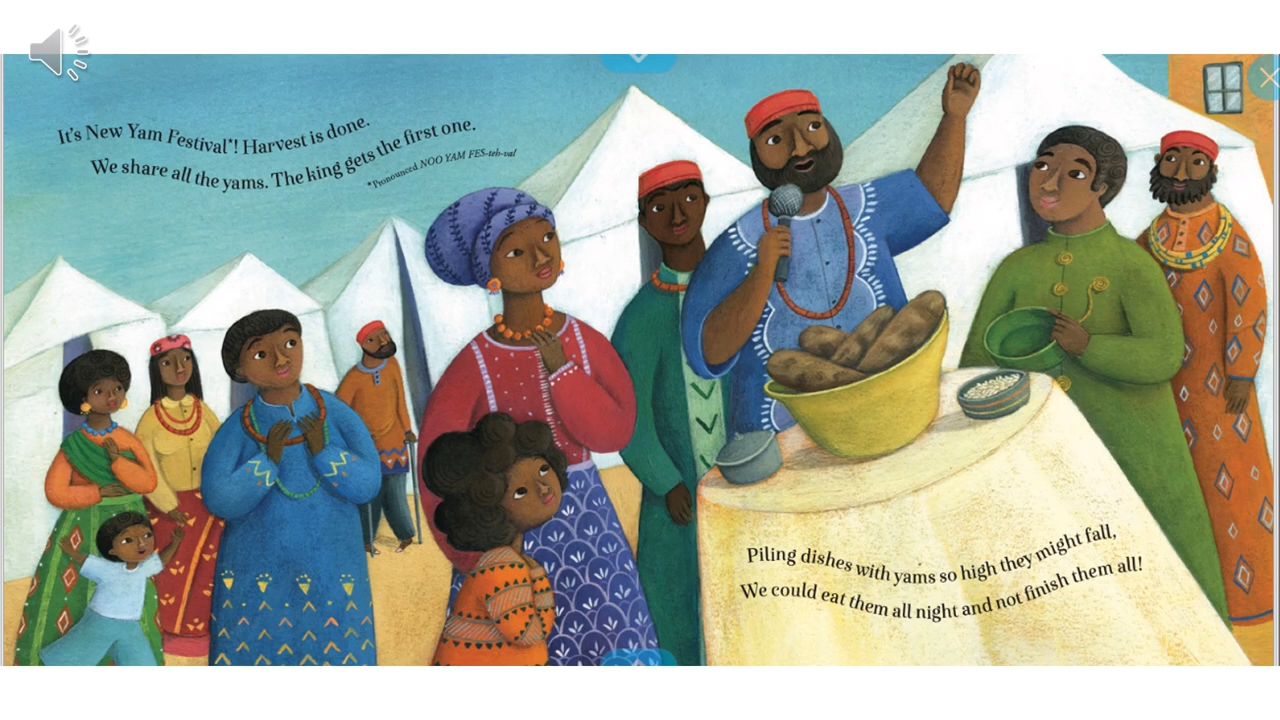 It's New Yam Festival*! Harvest is done.
We share all the yams. The king gets the first one.
*Pronounced NOO YAM FES-teh-val
Piling dishes with yams so high they might fall,
We could eat them all night and not finish them all!